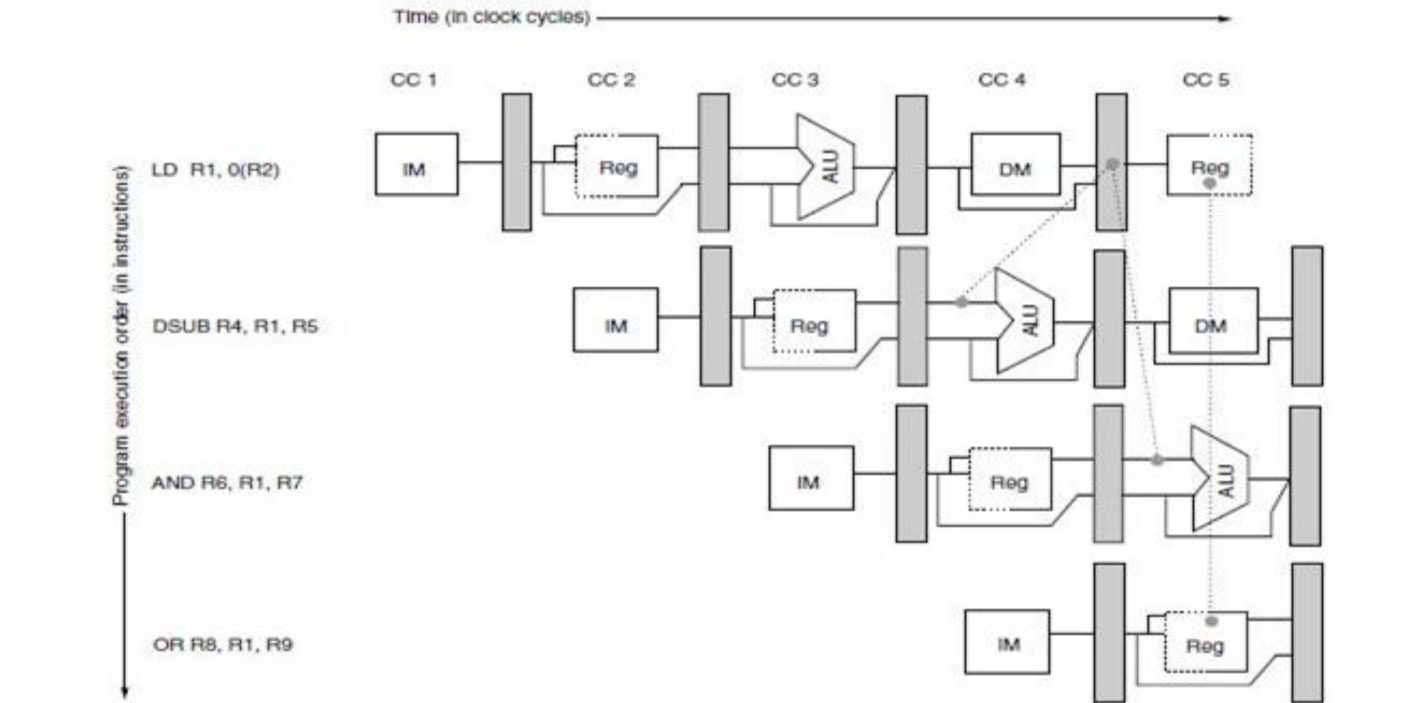 Time (in clock cycles)
CC 1 CC 2 CC 3 CC 4 CC 5
Program execution order (in instructions)
LD R1, 0(R2) IM Reg ALU DM Reg
DSUB R4, R1, R5 IM Reg ALU DM
AND R6, R1, R7 IM Reg ALU
OR R8, R1, R9 IM Reg